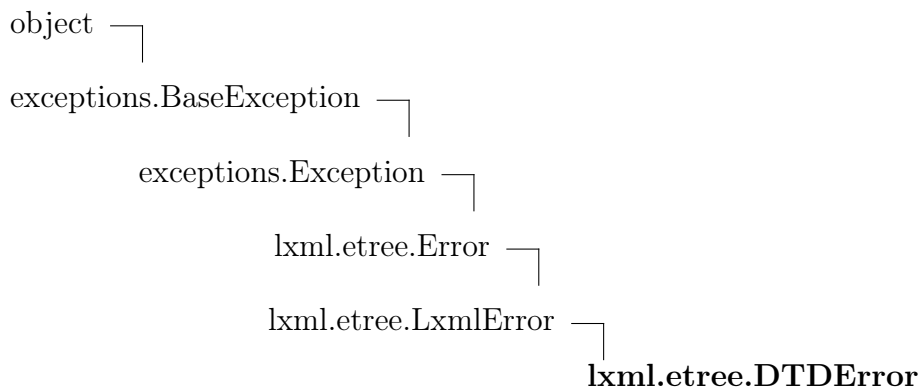 object
exceptions.BaseException
exceptions.Exception
lxml.etree.Error
lxml.etree.LxmlError
lxml.etree.DTDError